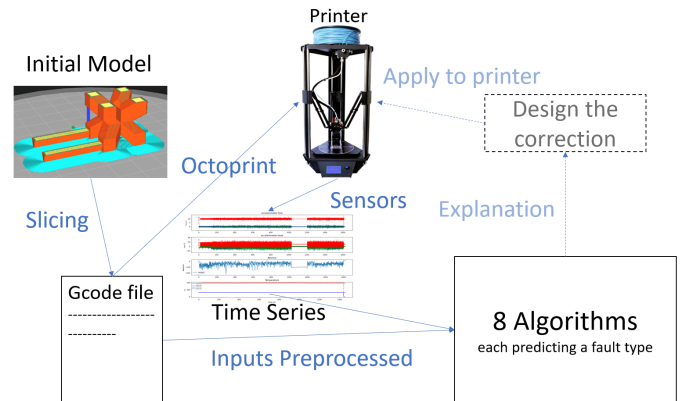 Printer
Initial Model
Apply to printer
Design the
correction
Octoprint
Sensors
Slicing
Explanation
Gcode file
------------------
----------
Time Series
8 Algorithms
each predicting a fault type
Inputs Preprocessed